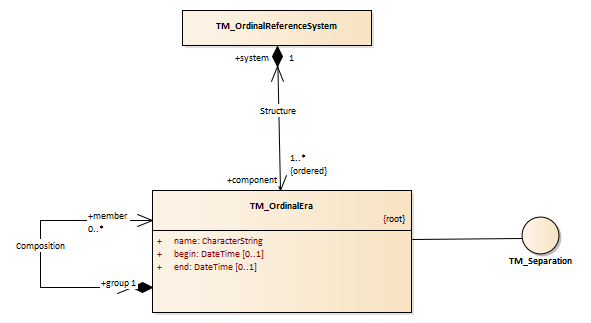 TM_OrdinalReferenceSystem
+system 1
Structure
1..*
{ordered}
+component
TM_OrdinalEra
{root}
+ name: CharacterString
+ begin: DateTime [0..1]
+ end: DateTime [0..1]
+member
0..*
Composition
+group 1
TM_Separation